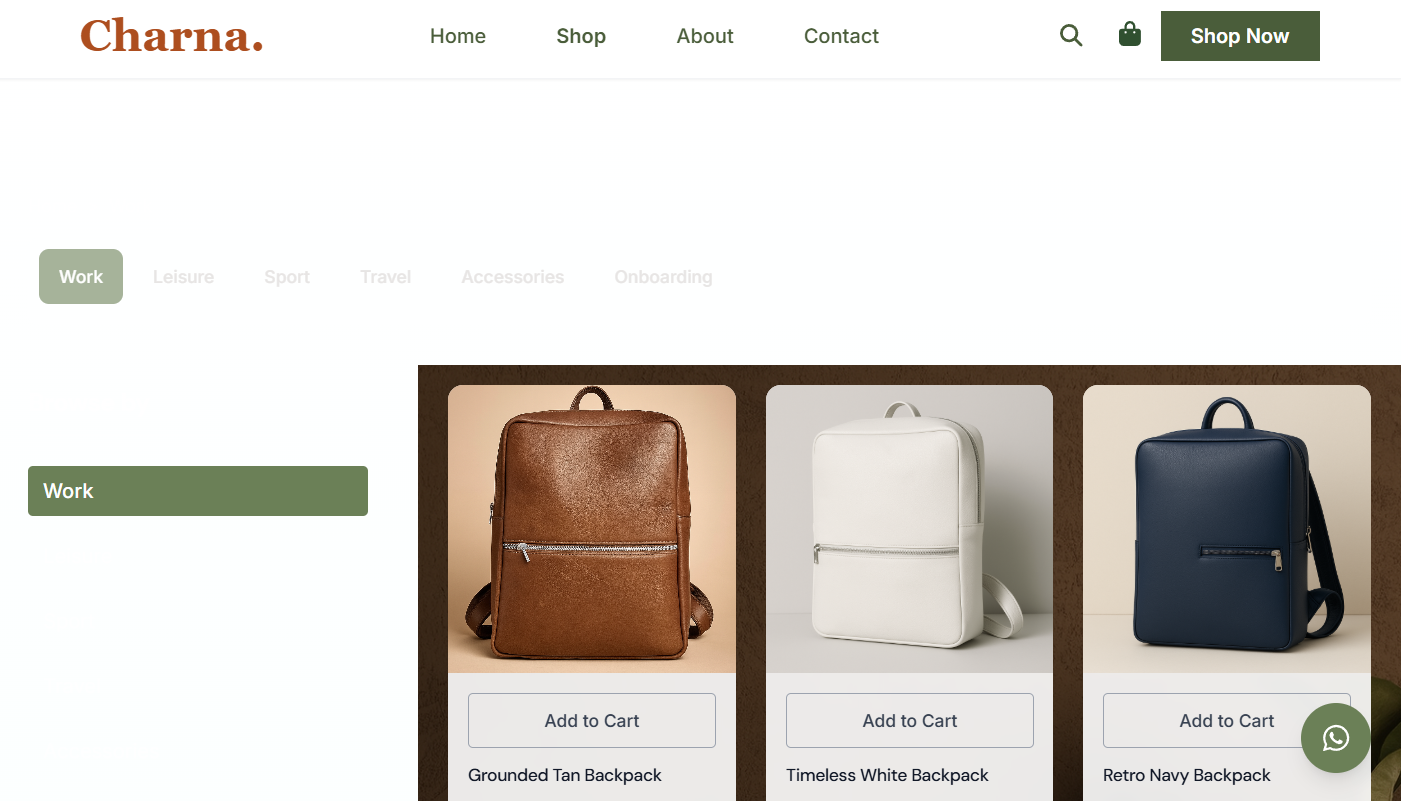 Charna.
Home Shop About Contact Shop Now
Work Leisure Sport Travel Accessories Onboarding
Work
Add to Cart Add to Cart Add to Cart
Grounded Tan Backpack Timeless White Backpack Retro Navy Backpack